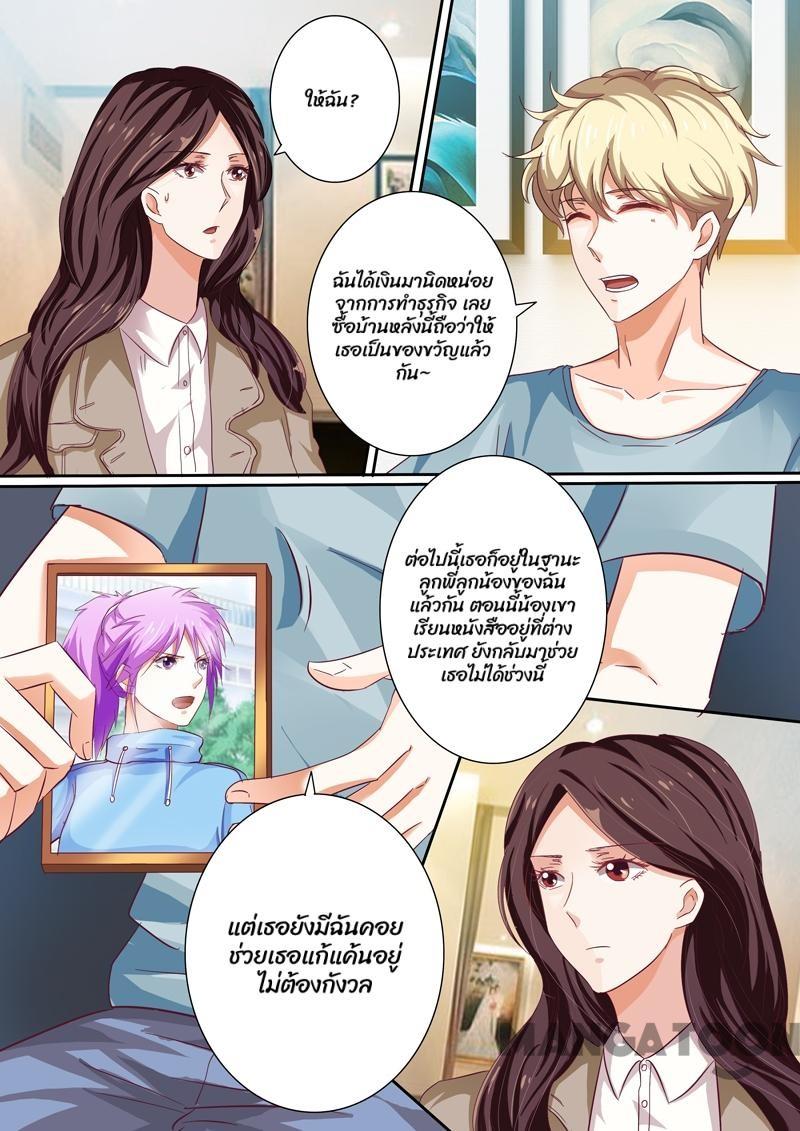 ให้ฉัน?
ฉันได้เงินมานิดหน่อย
จากการทำธุรกิจ เลย
ซื้อบ้านหลังนี้ถือว่าให้
เธอเป็นของขวัญแล้ว
กัน~
ต่อไปนี้เธอก็อยู่ในฐานะ
ลูกพี่ลูกน้องของฉัน
แล้วกัน ตอนนี้น้องเขา
เรียนหนังสืออยู่ที่ต่าง
ประเทศ ยังกลับมาช่วย
เธอไม่ได้ช่วงนี้
แต่เธอยังมีฉันคอย
ช่วยเธอแก้แค้นอยู่
ไม่ต้องกังวล
MANGATOON